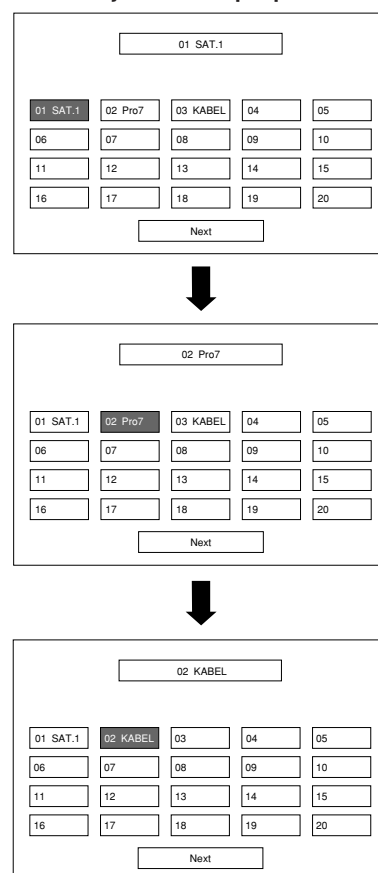 01 SAT.1
01 SAT.1 02 Pro7 03 KABEL 04 05
06 07 08 09 10
11 12 13 14 15
16 17 18 19 20
Next
02 Pro7
01 SAT.1 02 Pro7 03 KABEL 04 05
06 07 08 09 10
11 12 13 14 15
16 17 18 19 20
Next
02 KABEL
01 SAT.1 02 KABEL 03 04 05
06 07 08 09 10
11 12 13 14 15
16 17 18 19 20
Next